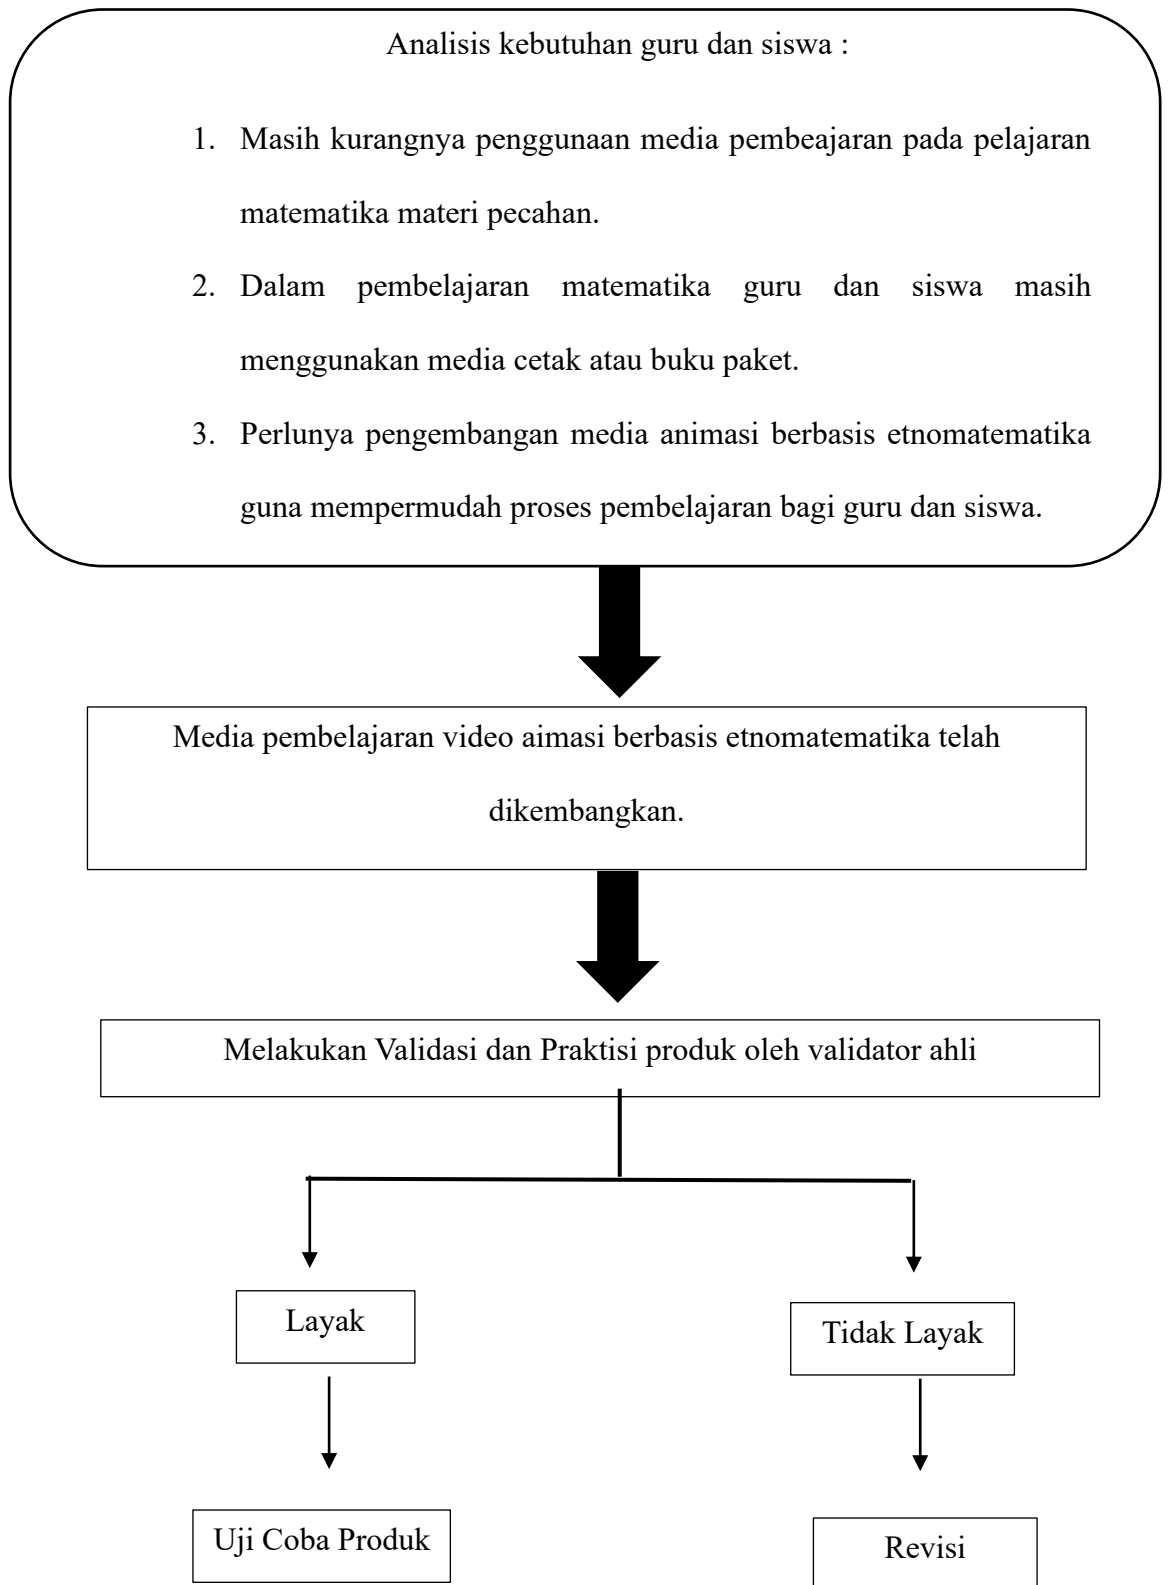 Analisis kebutuhan guru dan siswa :
1. Masih kurangnya penggunaan media pembeajaran pada pelajaran
matematika materi pecahan.
2. Dalam pembelajaran matematika guru dan siswa masih
menggunakan media cetak atau buku paket.
3. Perlunya pengembangan media animasi berbasis etnomatematika
guna mempermudah proses pembelajaran bagi guru dan siswa.
Media pembelajaran video aimasi berbasis etnomatematika telah
dikembangkan.
Melakukan Validasi dan Praktisi produk oleh validator ahli
Layak
Tidak Layak
Uji Coba Produk
Revisi